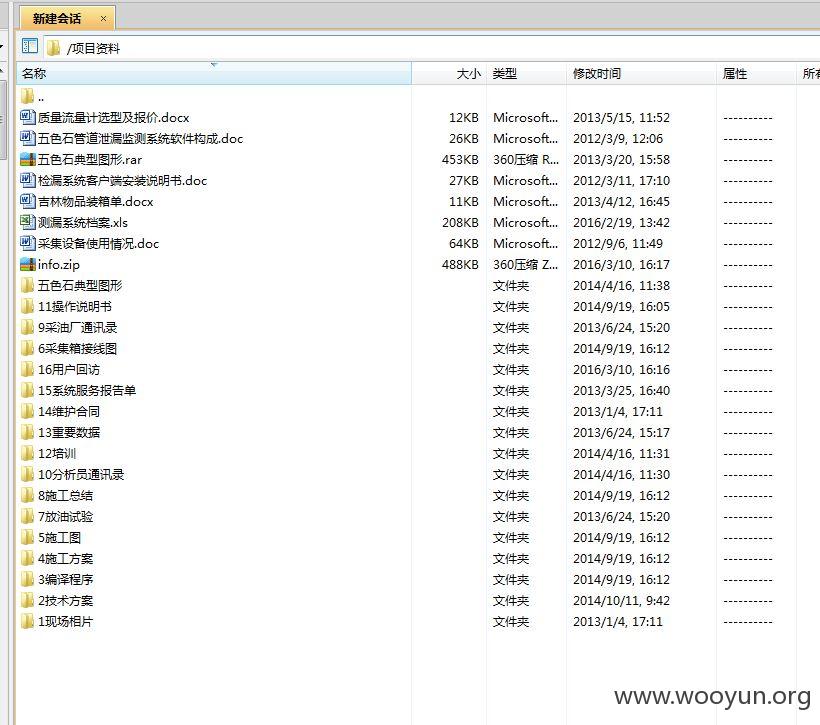 新建会话 ×
/项目资料
名称 大小 类型 修改时间 属性 所有
..
质量流量计选型及报价.docx 12KB Microsoft... 2013/5/15, 11:52 ----------
五色石管道泄漏监测系统软件构成.doc 26KB Microsoft... 2012/3/9, 12:06 ----------
五色石典型图形.rar 453KB 360压缩 R... 2013/3/20, 15:58 ----------
检漏系统客户端安装说明书.doc 27KB Microsoft... 2012/3/11, 17:10 ----------
吉林物品装箱单.docx 11KB Microsoft... 2013/4/12, 16:45 ----------
测漏系统档案.xls 208KB Microsoft... 2016/2/19, 13:42 ----------
采集设备使用情况.doc 64KB Microsoft... 2012/9/6, 11:49 ----------
info.zip 488KB 360压缩 Z... 2016/3/10, 16:17 ----------
五色石典型图形 文件夹 2014/4/16, 11:38 ----------
11操作说明书 文件夹 2014/9/19, 16:05 ----------
9采油厂通讯录 文件夹 2013/6/24, 15:20 ----------
6采集箱接线图 文件夹 2014/9/19, 16:12 ----------
16用户回访 文件夹 2016/3/10, 16:16 ----------
15系统服务报告单 文件夹 2013/3/25, 16:40 ----------
14维护合同 文件夹 2013/1/4, 17:11 ----------
13重要数据 文件夹 2013/6/24, 15:17 ----------
12培训 文件夹 2014/4/16, 11:31 ----------
10分析员通讯录 文件夹 2014/4/16, 11:30 ----------
8施工总结 文件夹 2014/9/19, 16:12 ----------
7放油试验 文件夹 2013/6/24, 15:20 ----------
5施工图 文件夹 2014/9/19, 16:12 ----------
4施工方案 文件夹 2014/9/19, 16:12 ----------
3编译程序 文件夹 2014/9/19, 16:12 ----------
2技术方案 文件夹 2014/10/11, 9:42 ----------
1现场相片 文件夹 2013/1/4, 17:11 ----------
www.wooyun.org